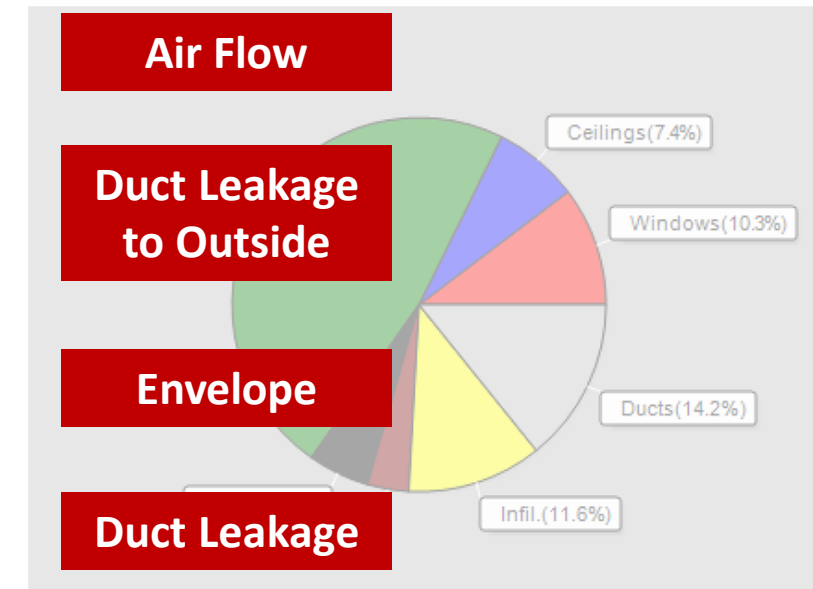 Air Flow
Ceilings(7.4%)
Duct Leakage
to Outside
Windows(10.3%)
Envelope
Ducts(14.2%)
Duct Leakage
Infil.(11.6%)